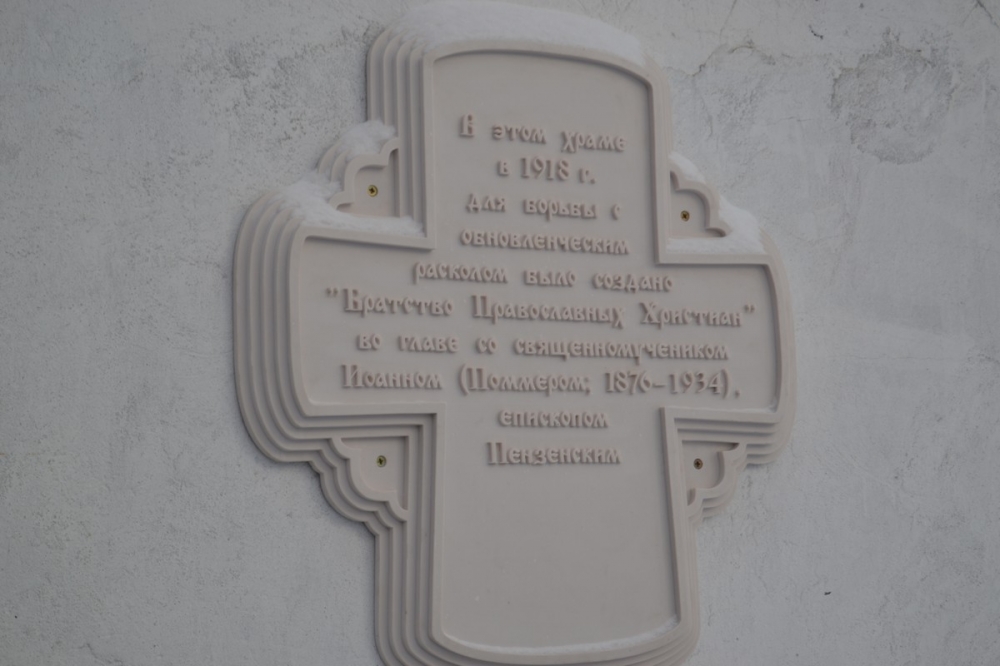 В этом храме
в 1918 г.
для борьбы с
обновленческим
расколом было создано
"Братство Православных Христиан"
во главе со священномучеником
Иоанном (Поммером; 1876-1934),
епископом
Пензенским